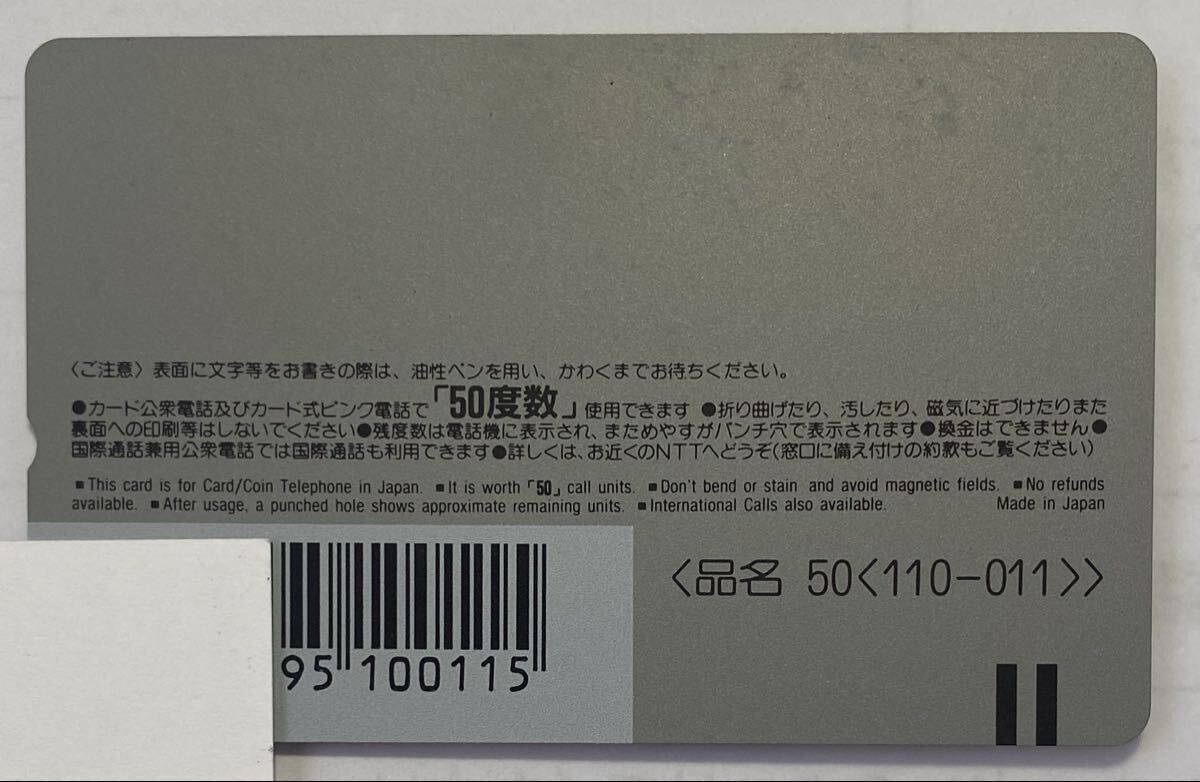 〈ご注意〉表面に文字等をお書きの際は、油性ペンを用い、かわくまでお待ちください。
●カード公衆電話及びカード式ピンク電話で「50度数」使用できます ●折り曲げたり、汚したり、磁気に近づけたりまた
裏面への印刷等はしないでください●残度数は電話機に表示され、まためやすがパンチ穴で表示されます●換金はできません●
国際通話兼用公衆電話では国際通話も利用できます●詳しくは、お近くのNTTへどうぞ(窓口に備え付けの約款もご覧ください)
■This card is for Card/Coin Telephone in Japan. ■It is worth「50」call units. ■Don't bend or stain and avoid magnetic fields. ■No refunds
available. ■After usage, a punched hole shows approximate remaining units. ■International Calls also available. Made in Japan
〈品名 50〈110-011〉〉
95 100115